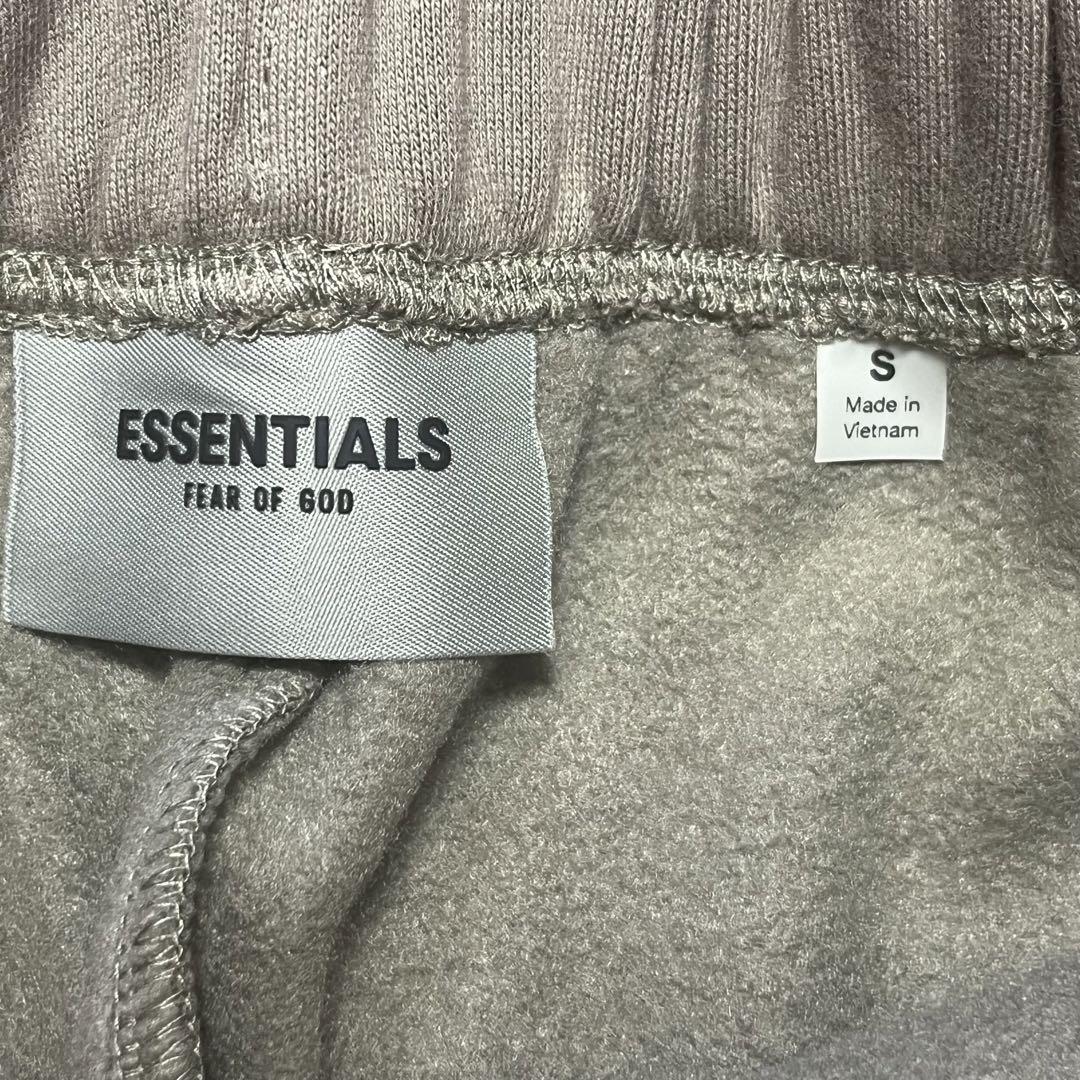 ESSENTIALS
FEAR OF GOD
S
Made in
Vietnam